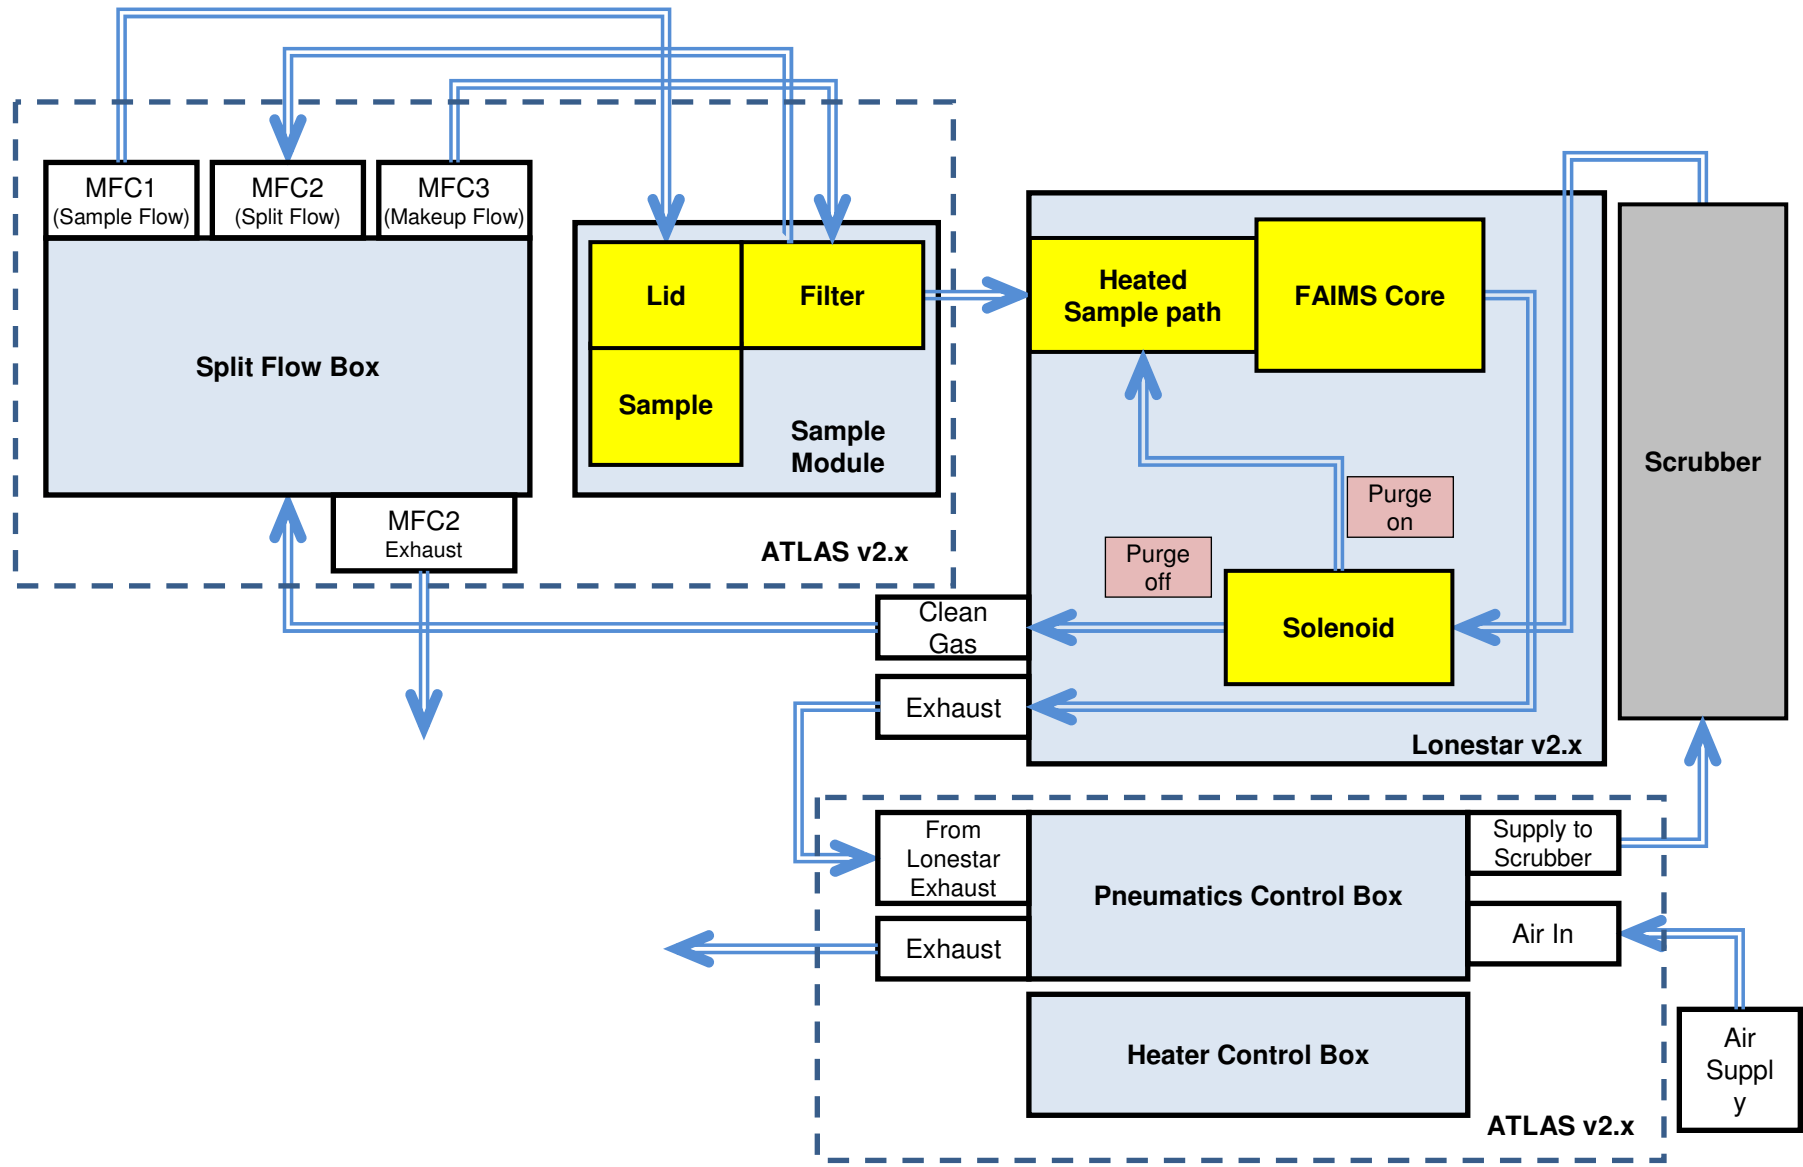 MFC1
(Sample Flow)
MFC2
(Split Flow)
MFC3
(Makeup Flow)
Split Flow Box
MFC2
Exhaust
Lid
Filter
Sample
Sample
Module
ATLAS v2.x
Heated
Sample path
FAIMS Core
Purge
on
Purge
off
Solenoid
Clean
Gas
Exhaust
Lonestar v2.x
Scrubber
From
Lonestar
Exhaust
Exhaust
Pneumatics Control Box
Supply to
Scrubber
Air In
Heater Control Box
ATLAS v2.x
Air
Suppl
y